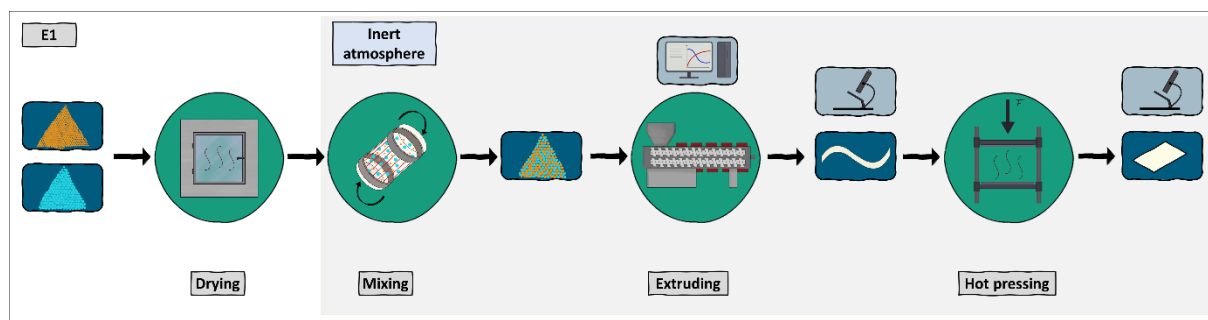 E1
Inert
atmosphere
F
Drying
Mixing
Extruding
Hot pressing